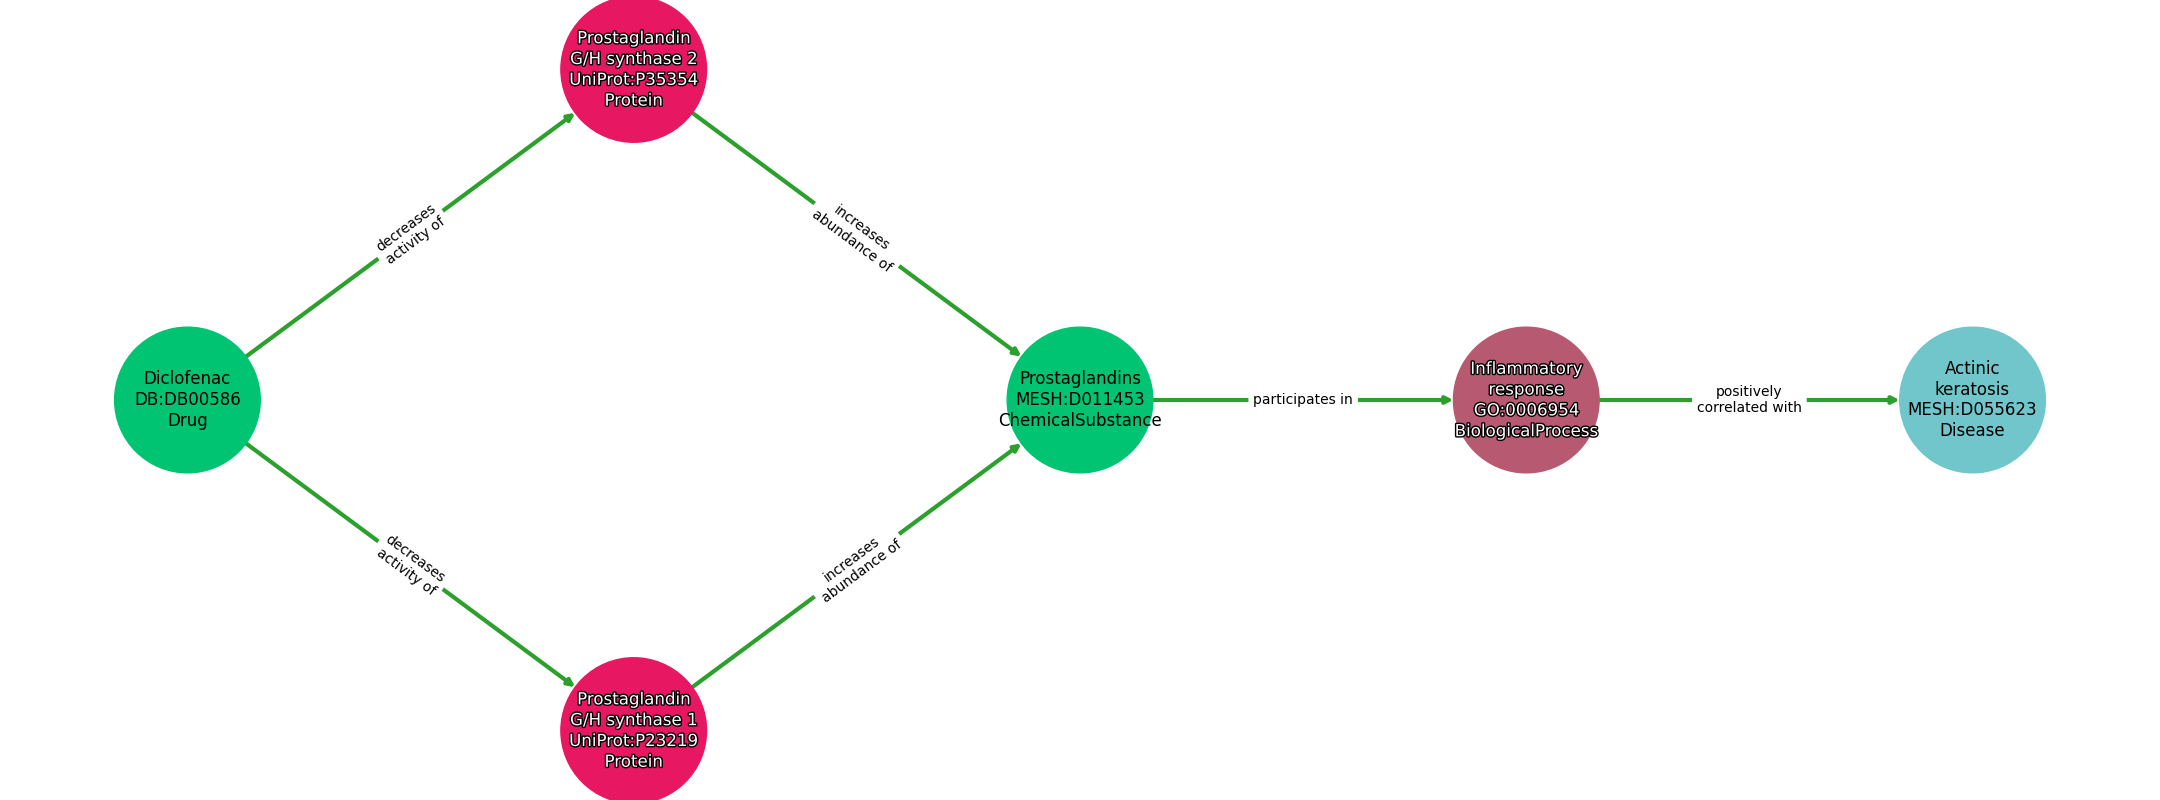 Prostaglandin
G/H synthase 2
UniProt:P35354
Protein
decreases
activity of
increases
abundance of
Diclofenac
DB:DB00586
Drug
Prostaglandins
MESH:D011453
ChemicalSubstance
participates in
Inflammatory
response
GO:0006954
BiologicalProcess
positively
correlated with
Actinic
keratosis
MESH:D055623
Disease
decreases
activity of
increases
abundance of
Prostaglandin
G/H synthase 1
UniProt:P23219
Protein